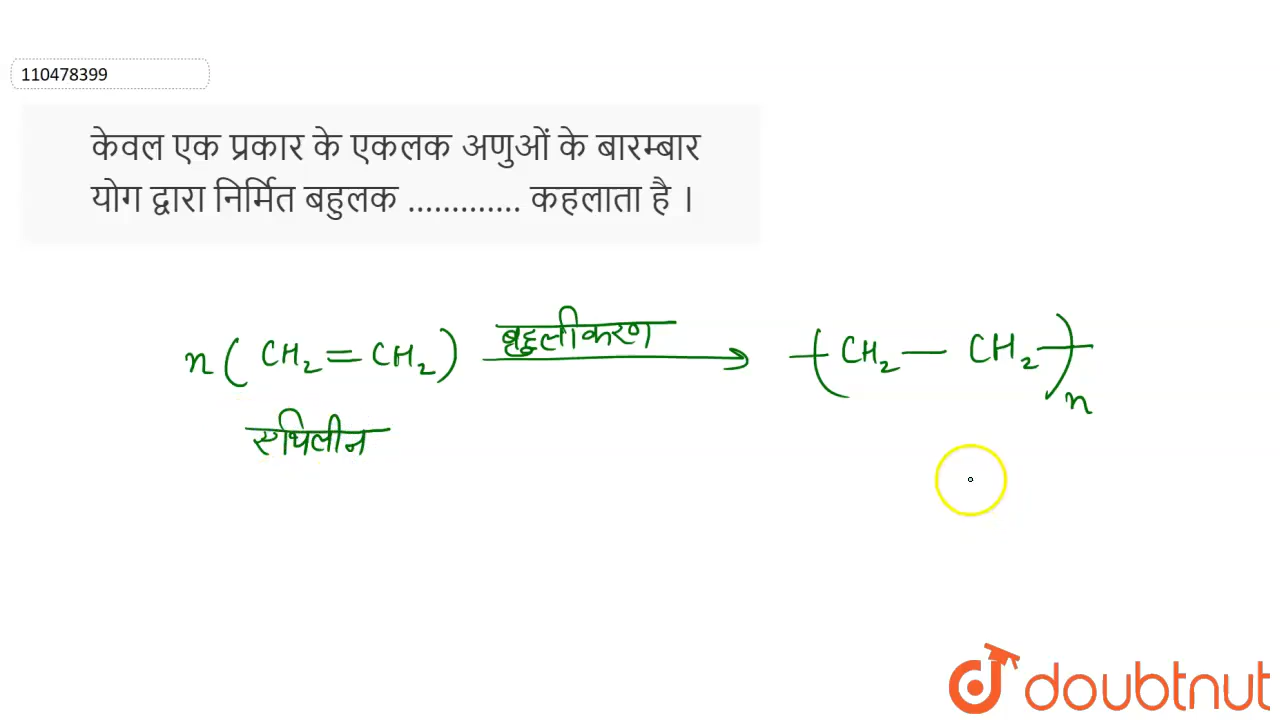 110478399
केवल एक प्रकार के एकलक अणुओं के बारम्बार
योग द्वारा निर्मित बहुलक ............. कहलाता है ।
n(CH₂=CH₂) बहुलीकरण (CH₂—CH₂)n
एथिलीन
doubtnut